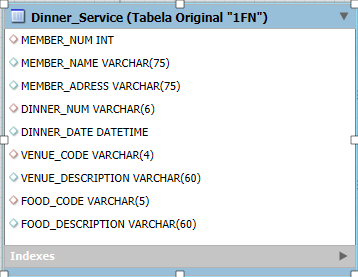 Dinner_Service (Tabela Original "1FN")
MEMBER_NUM INT
MEMBER_NAME VARCHAR(75)
MEMBER_ADRESS VARCHAR(75)
DINNER_NUM VARCHAR(6)
DINNER_DATE DATETIME
VENUE_CODE VARCHAR(4)
VENUE_DESCRIPTION VARCHAR(60)
FOOD_CODE VARCHAR(5)
FOOD_DESCRIPTION VARCHAR(60)
Indexes